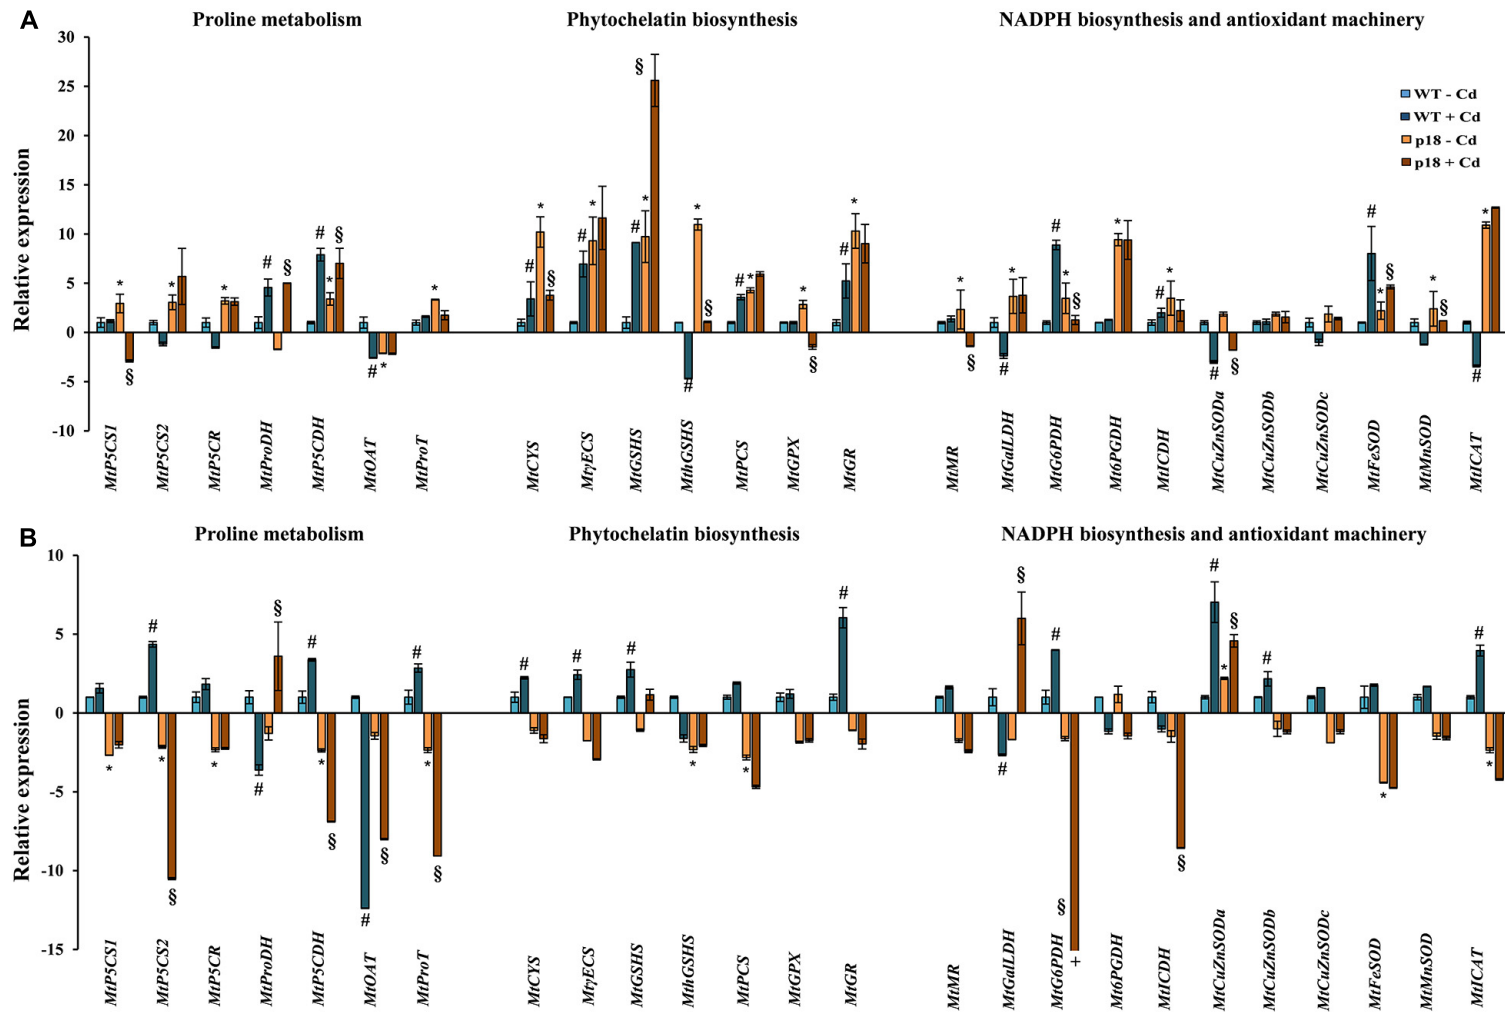 A
Proline metabolism
Phytochelatin biosynthesis
NADPH biosynthesis and antioxidant machinery
Relative expression
30
25
20
15
10
5
0
-5
-10
WT - Cd
WT + Cd
p18 - Cd
p18 + Cd
* § * * # § # * § # * # *
# * § # * # * § # * § * # # * * § # *
* § * # # * § * # * # § # * § * § * #
MtP5CS1
MtP5CS2
MtP5CR
MtProDH
MtP5CDH
MtOAT
MtProT
MtCYS
MtγECS
MtGSHS
MthGSHS
MtPCS
MtGPX
MtGR
MtMR
MtGalLDH
MtG6PDH
Mt6PGDH
MtICDH
MtCuZnSODa
MtCuZnSODb
MtCuZnSODc
MtFeSOD
MtMnSOD
MtICAT
B
Proline metabolism
Phytochelatin biosynthesis
NADPH biosynthesis and antioxidant machinery
Relative expression
10
5
0
-5
-10
-15
* # * § * # § # * § # § # * §
# # # * * #
# § # § + § # * § # * # *
MtP5CS1
MtP5CS2
MtP5CR
MtProDH
MtP5CDH
MtOAT
MtProT
MtCYS
MtγECS
MtGSHS
MthGSHS
MtPCS
MtGPX
MtGR
MtMR
MtGalLDH
MtG6PDH
Mt6PGDH
MtICDH
MtCuZnSODa
MtCuZnSODb
MtCuZnSODc
MtFeSOD
MtMnSOD
MtICAT